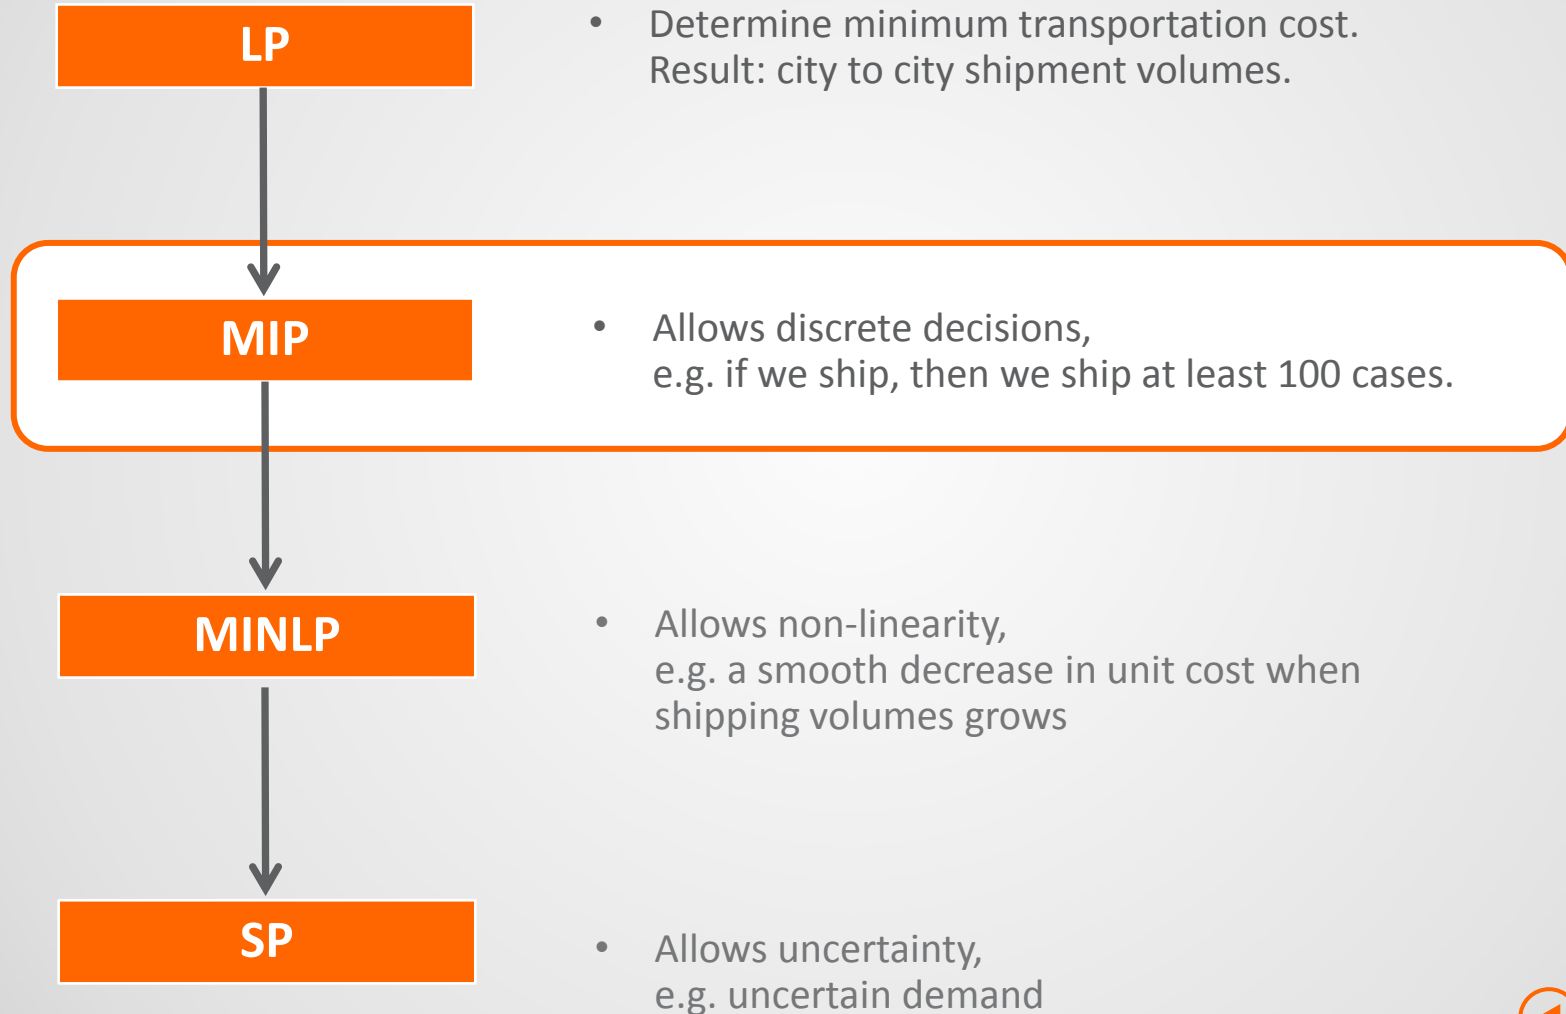 LP
• Determine minimum transportation cost.
Result: city to city shipment volumes.
MIP
• Allows discrete decisions,
e.g. if we ship, then we ship at least 100 cases.
MINLP
• Allows non-linearity,
e.g. a smooth decrease in unit cost when
shipping volumes grows
SP
• Allows uncertainty,
e.g. uncertain demand